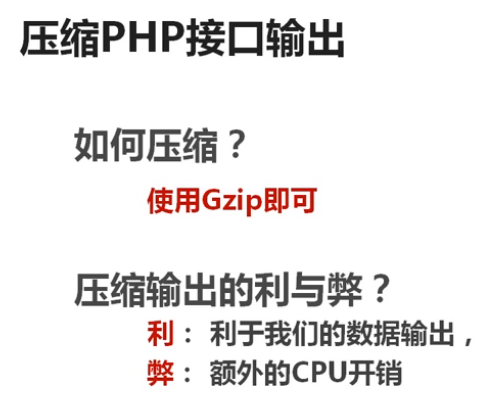 压缩PHP接口输出
如何压缩？
使用Gzip即可
压缩输出的利与弊？
利： 利于我们的数据输出，
弊： 额外的CPU开销